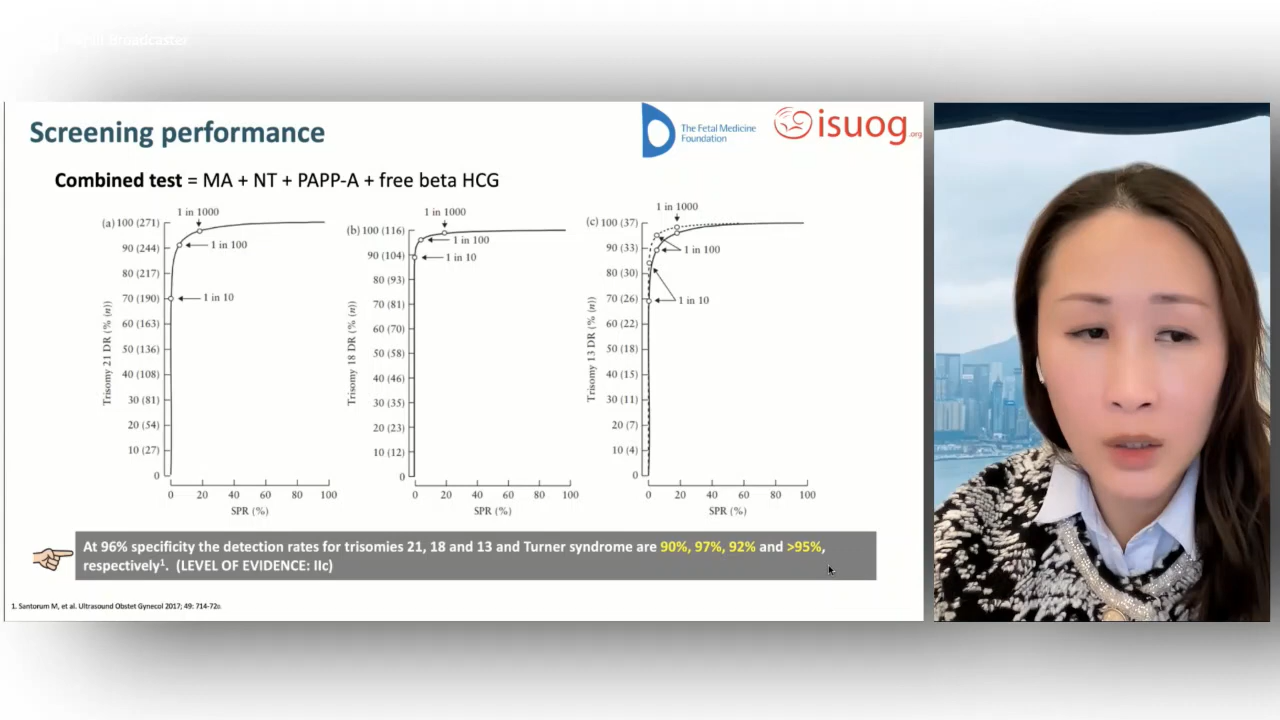 Screening performance
The Fetal Medicine
Foundation
isuog.org
Combined test = MA + NT + PAPP-A + free beta HCG
(a) 100 (271)
90 (244)
80 (217)
70 (190)
60 (163)
50 (136)
40 (108)
30 (81)
20 (54)
10 (27)
0
Trisomy 21 DR (% (n))
1 in 1000
1 in 100
1 in 10
0 20 40 60 80 100
SPR (%)
(b) 100 (116)
90 (104)
80 (93)
70 (81)
60 (70)
50 (58)
40 (46)
30 (35)
20 (23)
10 (12)
0
Trisomy 18 DR (% (n))
1 in 1000
1 in 100
1 in 10
0 20 40 60 80 100
SPR (%)
(c) 100 (37)
90 (33)
80 (30)
70 (26)
60 (22)
50 (18)
40 (15)
30 (11)
20 (7)
10 (4)
0
Trisomy 13 DR (% (n))
1 in 1000
1 in 100
1 in 10
0 20 40 60 80 100
SPR (%)
At 96% specificity the detection rates for trisomies 21, 18 and 13 and Turner syndrome are 90%, 97%, 92% and >95%,
respectively¹. (LEVEL OF EVIDENCE: IIc)
1. Santorum M, et al. Ultrasound Obstet Gynecol 2017; 49: 714-720.